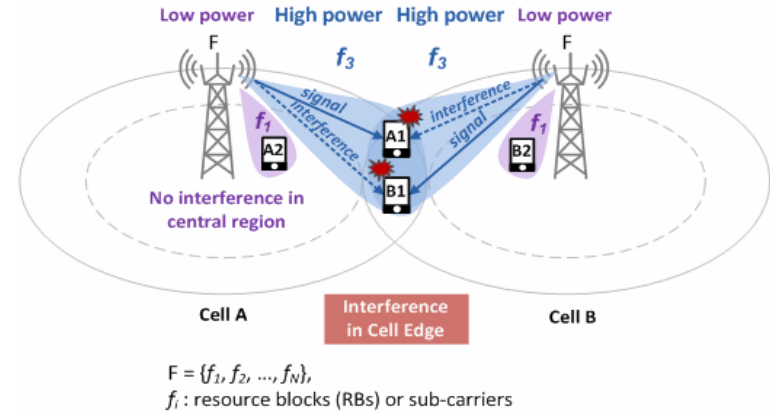 Low power High power High power Low power
F f₃ f₃ F
signal interference
interference signal
f₁ A2 A1 B2 f₁
B1
No interference in
central region
Cell A Interference Cell B
in Cell Edge
F = {f₁, f₂, ..., f_N},
f_i : resource blocks (RBs) or sub-carriers